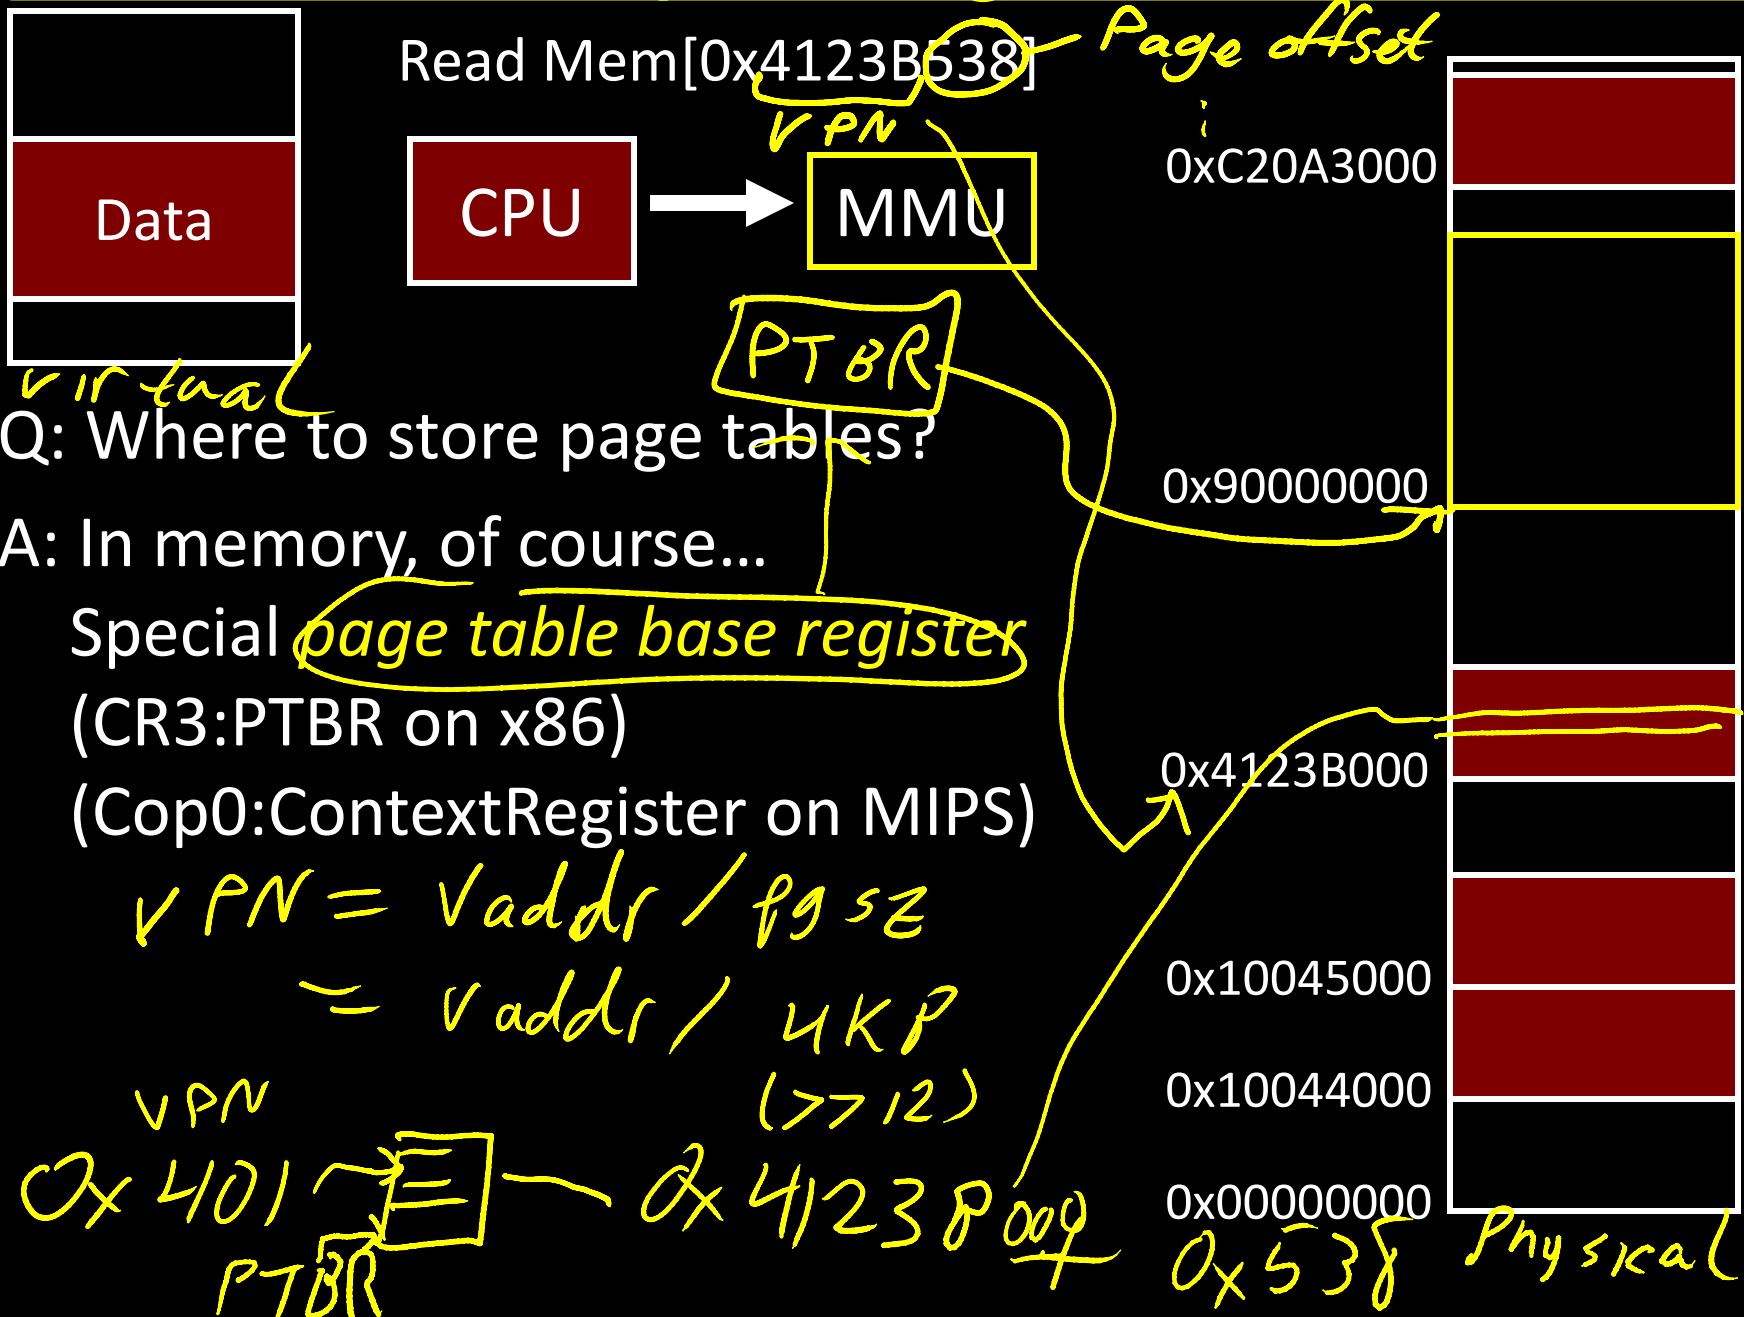 Read Mem[0x4123B538]
Page offset
VPN
Data
CPU
MMU
0xC20A3000
PTBR
virtual
Q: Where to store page tables?
0x90000000
A: In memory, of course…
Special page table base register
(CR3:PTBR on x86)
0x4123B000
(Cop0:ContextRegister on MIPS)
VPN = Vaddr / pgsz
0x10045000
= Vaddr / 4KB
0x10044000
VPN
(>>12)
0x401
0x4123B000
0x00000000
PTBR
0x538
Physical